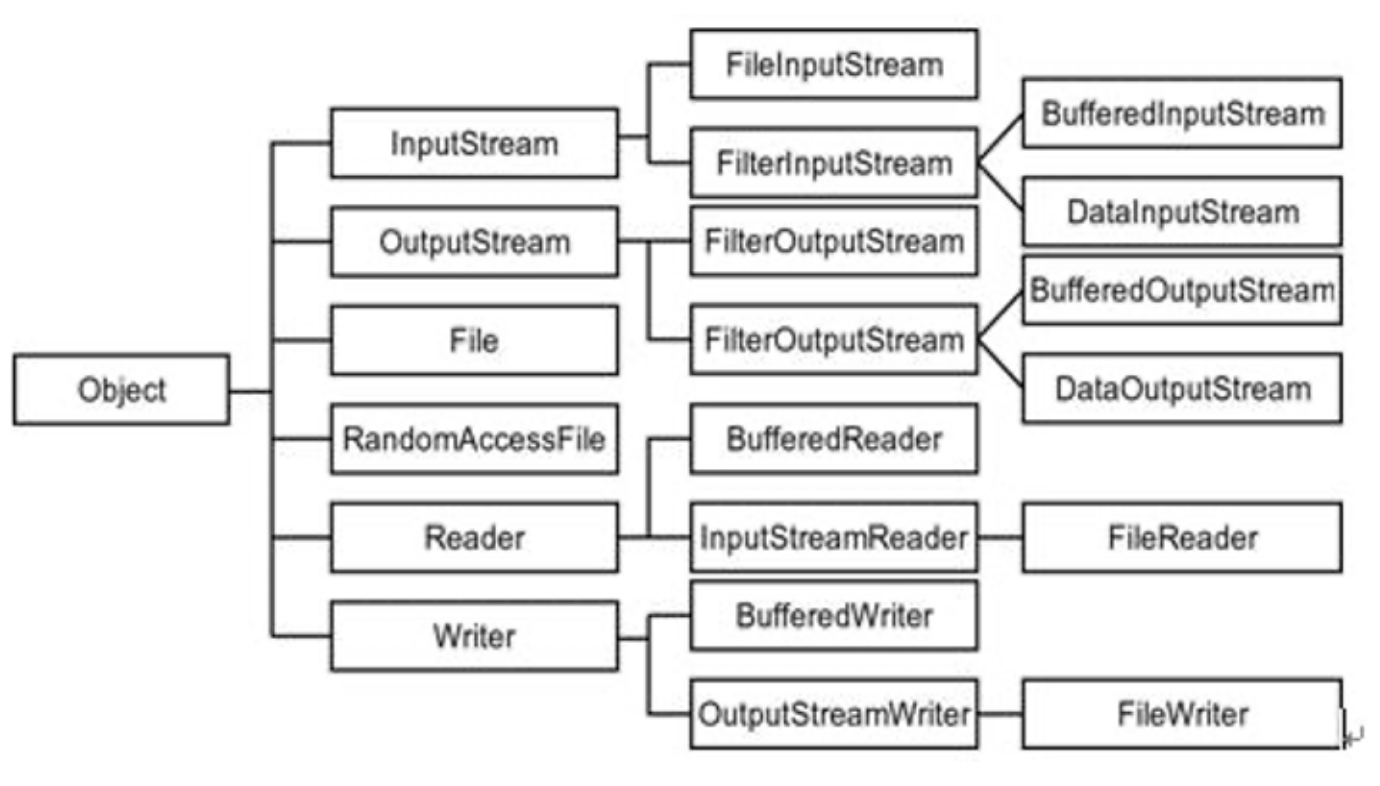 FileInputStream
BufferedInputStream
InputStream
FilterInputStream
DataInputStream
OutputStream
FilterOutputStream
BufferedOutputStream
File
FilterOutputStream
Object
DataOutputStream
RandomAccessFile
BufferedReader
Reader
InputStreamReader
FileReader
BufferedWriter
Writer
OutputStreamWriter
FileWriter